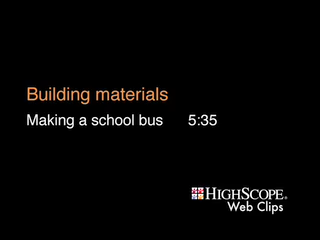 Building materials
Making a school bus 5:35
HIGHSCOPE®
Web Clips